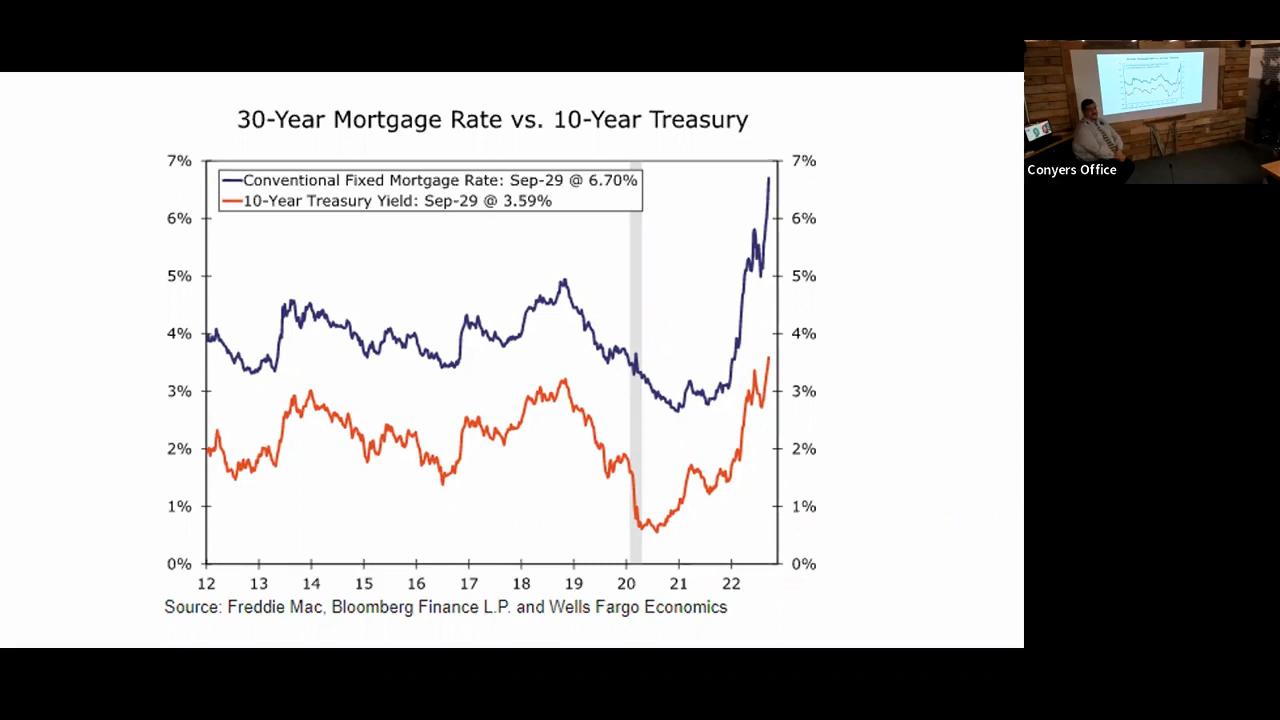 30-Year Mortgage Rate vs. 10-Year Treasury
7% 7%
Conventional Fixed Mortgage Rate: Sep-29 @ 6.70%
10-Year Treasury Yield: Sep-29 @ 3.59%
6% 6%
5% 5%
4% 4%
3% 3%
2% 2%
1% 1%
0% 0%
12 13 14 15 16 17 18 19 20 21 22
Source: Freddie Mac, Bloomberg Finance L.P. and Wells Fargo Economics
Conyers Office